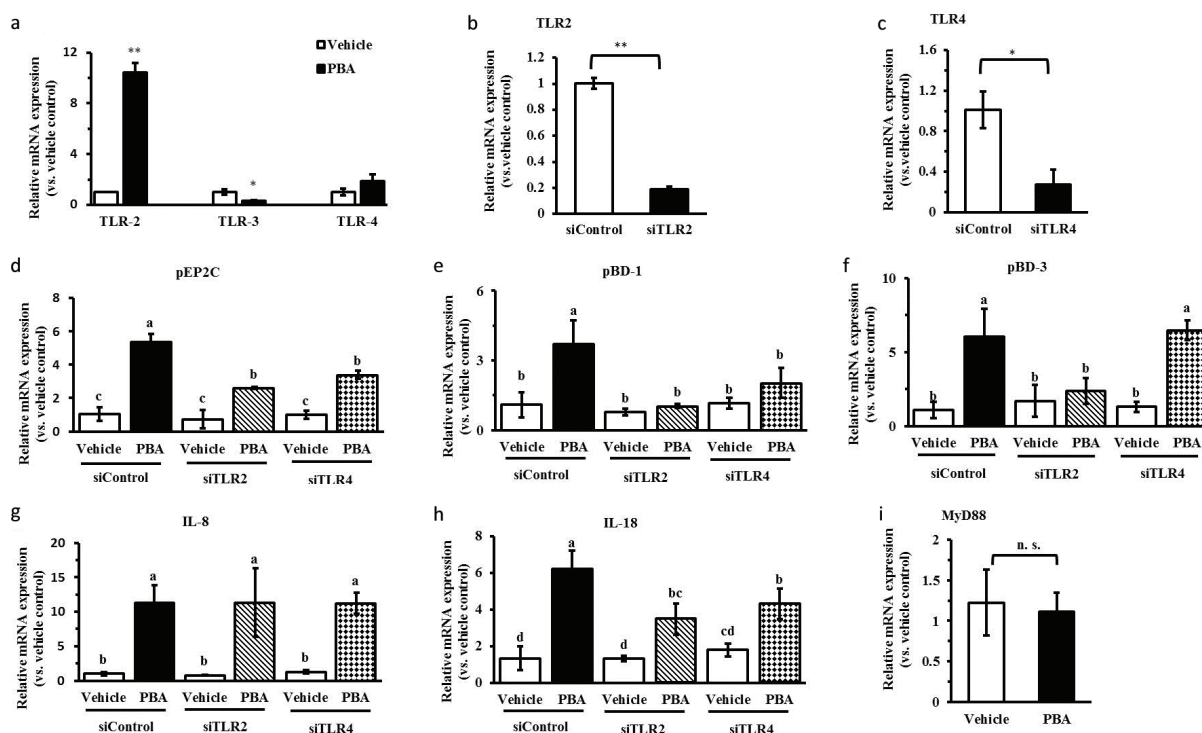 a
Relative mRNA expression
(vs. vehicle control)
12
10
8
6
4
2
0
** 
*
Vehicle
PBA
TLR-2
TLR-3
TLR-4
b
TLR2
Relative mRNA expression
(vs.vehicle control)
1.2
1
0.8
0.6
0.4
0.2
0
**
siControl
siTLR2
c
TLR4
Relative mRNA expression
(vs.vehicle control)
1.6
1.2
0.8
0.4
0
*
siControl
siTLR4
d
pEP2C
Relative mRNA expression
(vs. vehicle control)
8
6
4
2
0
c a c b c b
Vehicle PBA Vehicle PBA Vehicle PBA
siControl siTLR2 siTLR4
e
pBD-1
Relative mRNA expression
(vs. vehicle control)
6
3
0
b a b b b b
Vehicle PBA Vehicle PBA Vehicle PBA
siControl siTLR2 siTLR4
f
pBD-3
Relative mRNA expression
(vs. vehicle control)
10
5
0
b a b b b a
Vehicle PBA Vehicle PBA Vehicle PBA
siControl siTLR2 siTLR4
g
IL-8
Relative mRNA expression
(vs. vehicle control)
20
15
10
5
0
b a b a b a
Vehicle PBA Vehicle PBA Vehicle PBA
siControl siTLR2 siTLR4
h
IL-18
Relative mRNA expression
(vs. vehicle control)
8
6
4
2
0
d a d bc cd b
Vehicle PBA Vehicle PBA Vehicle PBA
siControl siTLR2 siTLR4
i
MyD88
Relative mRNA expression
(vs. vehicle control)
2
1.5
1
0.5
0
n. s.
Vehicle PBA